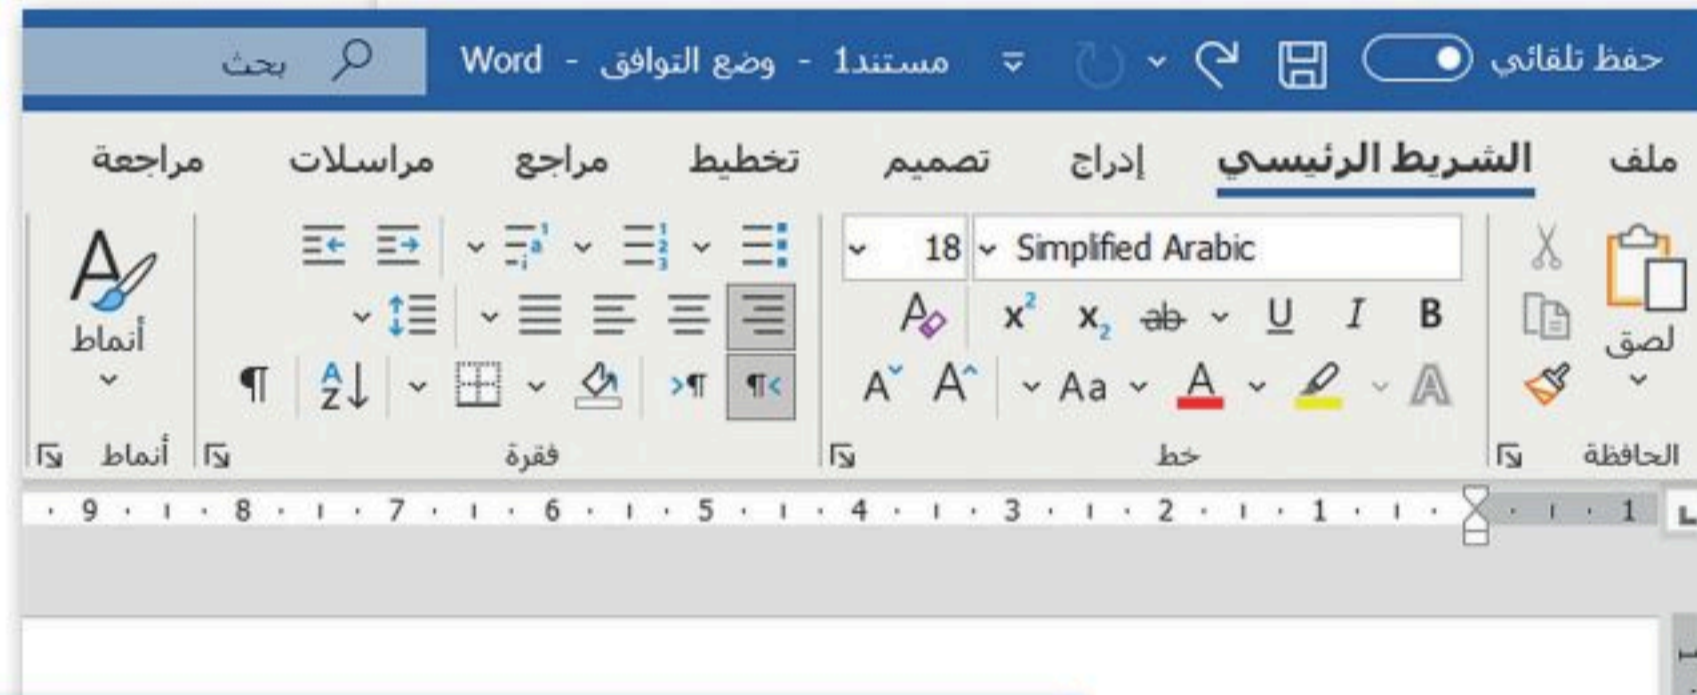 حفظ تلقائي مستند1 - وضع التوافق - Word بحث
ملف الشريط الرئيسي إدراج تصميم تخطيط مراجع مراسلات مراجعة
Simplified Arabic 18
B I U ab x₂ x²
لصق أنماط
A A Aa A A A Z ¶
الحافظة خط فقرة أنماط
1 1 2 3 4 5 6 7 8 9
1